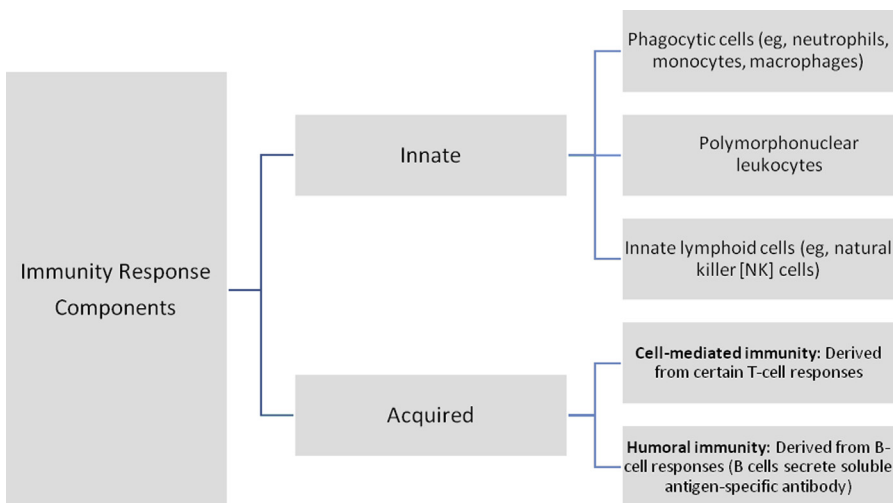 Immunity Response
Components
Innate
Phagocytic cells (eg, neutrophils,
monocytes, macrophages)
Polymorphonuclear
leukocytes
Innate lymphoid cells (eg, natural
killer [NK] cells)
Acquired
Cell-mediated immunity: Derived
from certain T-cell responses
Humoral immunity: Derived from B-
cell responses (B cells secrete soluble
antigen-specific antibody)